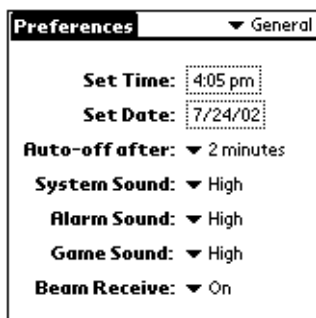 Preferences ▼ General
Set Time: 4:05 pm
Set Date: 7/24/02
Auto-off after: ▼ 2 minutes
System Sound: ▼ High
Alarm Sound: ▼ High
Game Sound: ▼ High
Beam Receive: ▼ On